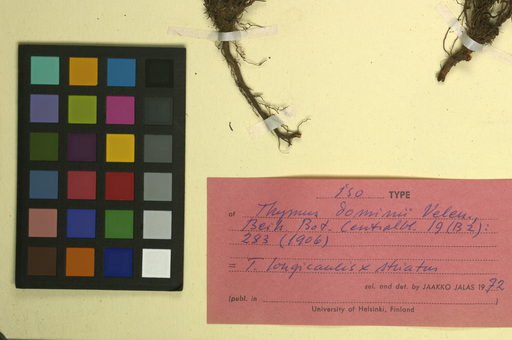 iso TYPE
of Thymus dominii Velen.,
Beih. Bot. Centralbl. 19 (B2):
283 (1906)
= T. longicaulis x striatus
sel. and det. by JAAKKO JALAS 1972
(publ. in )
University of Helsinki, Finland